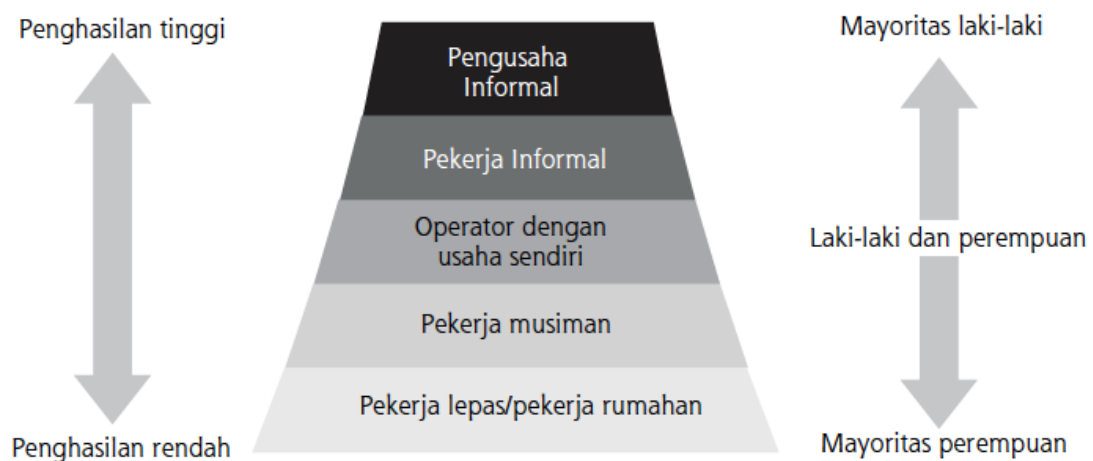 Penghasilan tinggi
Mayoritas laki-laki
Pengusaha
Informal
Pekerja Informal
Operator dengan
usaha sendiri
Laki-laki dan perempuan
Pekerja musiman
Pekerja lepas/pekerja rumahan
Penghasilan rendah
Mayoritas perempuan